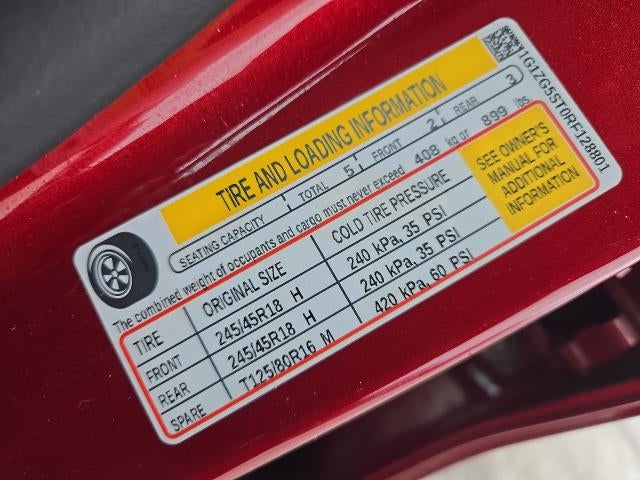 1G1ZG5ST0RF128801
TIRE AND LOADING INFORMATION
SEATING CAPACITY TOTAL 5 FRONT 2 REAR 3
The combined weight of occupants and cargo must never exceed 408 kg or 899 lbs.
TIRE ORIGINAL SIZE COLD TIRE PRESSURE
FRONT 245/45R18 H 240 kPa, 35 PSI
REAR 245/45R18 H 240 kPa, 35 PSI
SPARE T125/80R16 M 420 kPa, 60 PSI
SEE OWNER'S
MANUAL FOR
ADDITIONAL
INFORMATION